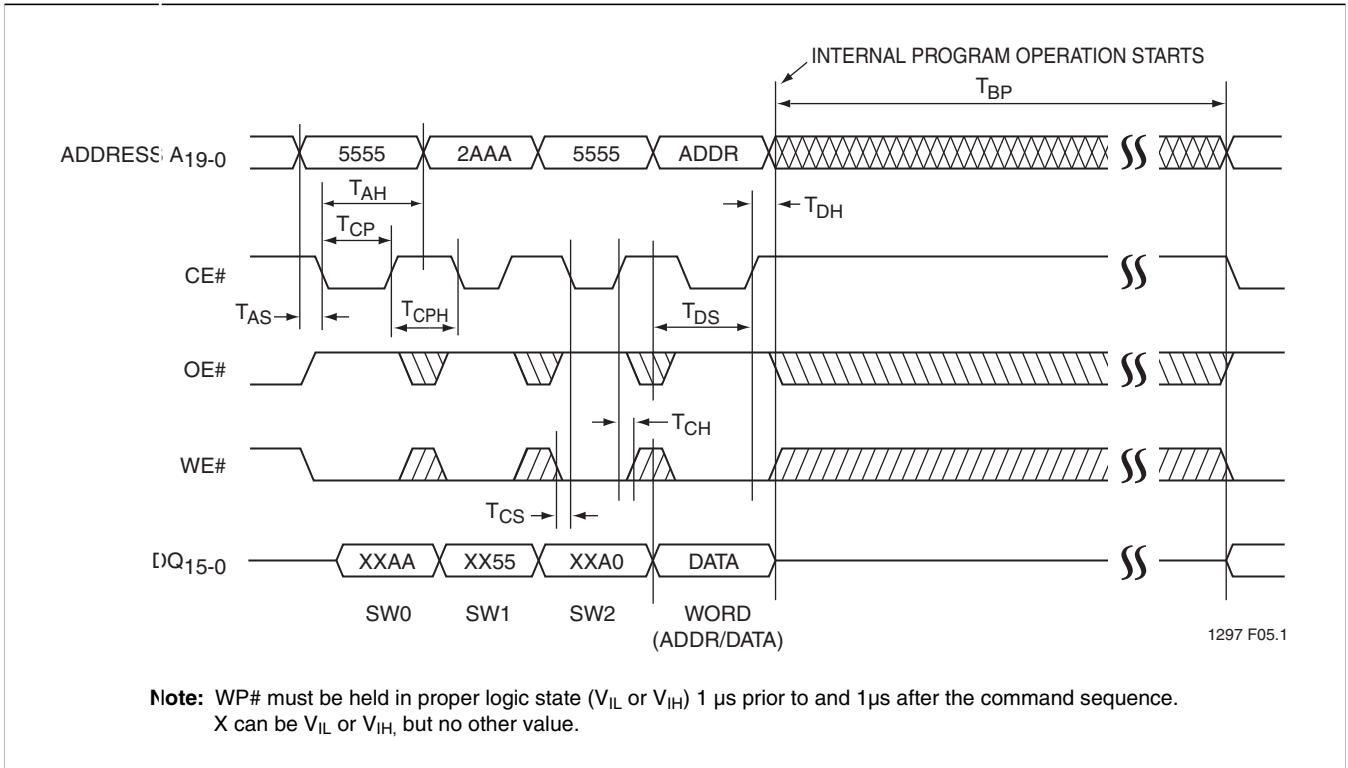 INTERNAL PROGRAM OPERATION STARTS
TBP
ADDRESS A19-0
5555 2AAA 5555 ADDR
TAH
TDH
TCP
CE#
TAS
TCPH
TDS
OE#
TCH
WE#
TCS
DQ15-0
XXAA XX55 XXA0 DATA
SW0 SW1 SW2 WORD
(ADDR/DATA)
1297 F05.1
Note: WP# must be held in proper logic state (VIL or VIH) 1 µs prior to and 1µs after the command sequence.
X can be VIL or VIH, but no other value.